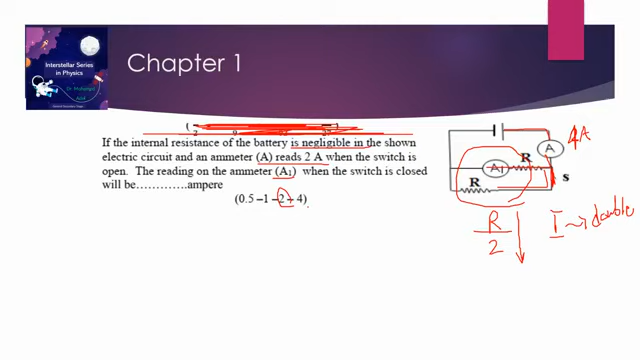 Interstellar Series
in Physics
Chapter 1
If the internal resistance of the battery is negligible in the shown
electric circuit and an ammeter (A) reads 2 A when the switch is
open. The reading on the ammeter (A₁) when the switch is closed
will be.............ampere
(0.5 – 1 – 2 – 4)
4A
A
R
A₁
S
R
R
2
I → double